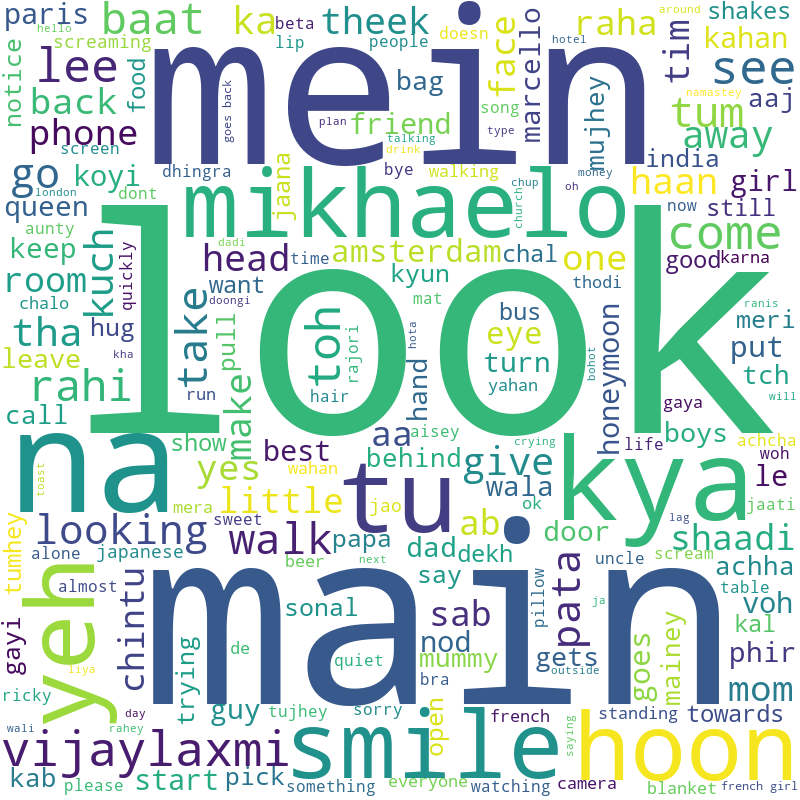 paris
baat
ka
beta
theek
hello
screaming
lip
people
doesn
raha
around
shakes
kahan
hotel
tim
see
aaj
notice
lee
food
goes back
mein
bag
face
marcello
back
phone
plan
friend
song
type
talking
drink
mujhey
tum
namastey
away
screen
dhingra
bye
walking
india
go
koyi
london
jaana
mikhaelo
chup
oh
money
haan
girl
queen
church
now
still
aunty
dadi
come
keep
kuch
quickly
head
time
amsterdam
chal
one
good
karna
room
want
kyun
bus
thodi
chalo
doongi
mat
look
ranis
meri
tha
hug
take
pull
toh
rajori
hota
eye
honeymoon
put
leave
kha
turn
bohot
tch
rahi
run
hair
hand
yahan
gaya
will
call
make
aa
aisey
crying
life
boys
achcha
show
best
behind
give
kya
woh
na
yes
wahan
wala
le
toast
mera
little
tu
jao
ab
ok
lag
jaati
looking
sweet
walk
papa
door
shaadi
tumhey
alone
japanese
beer
dad
dekh
uncle
scream
achha
yeh
almost
next
say
pillow
table
chintu
sonal
main
sab
pata
ja
voh
gayi
nod
kal
liya
trying
de
quiet
mummy
gets
goes
mainey
phir
ricky
bra
outside
mom
day
guy
tujhey
sorry
open
french
standing
towards
wali
rahey
vijaylaxmi
smile
saying
hoon
kab
please
start
pick
something
everyone
watching
camera
blanket
french girl
dont